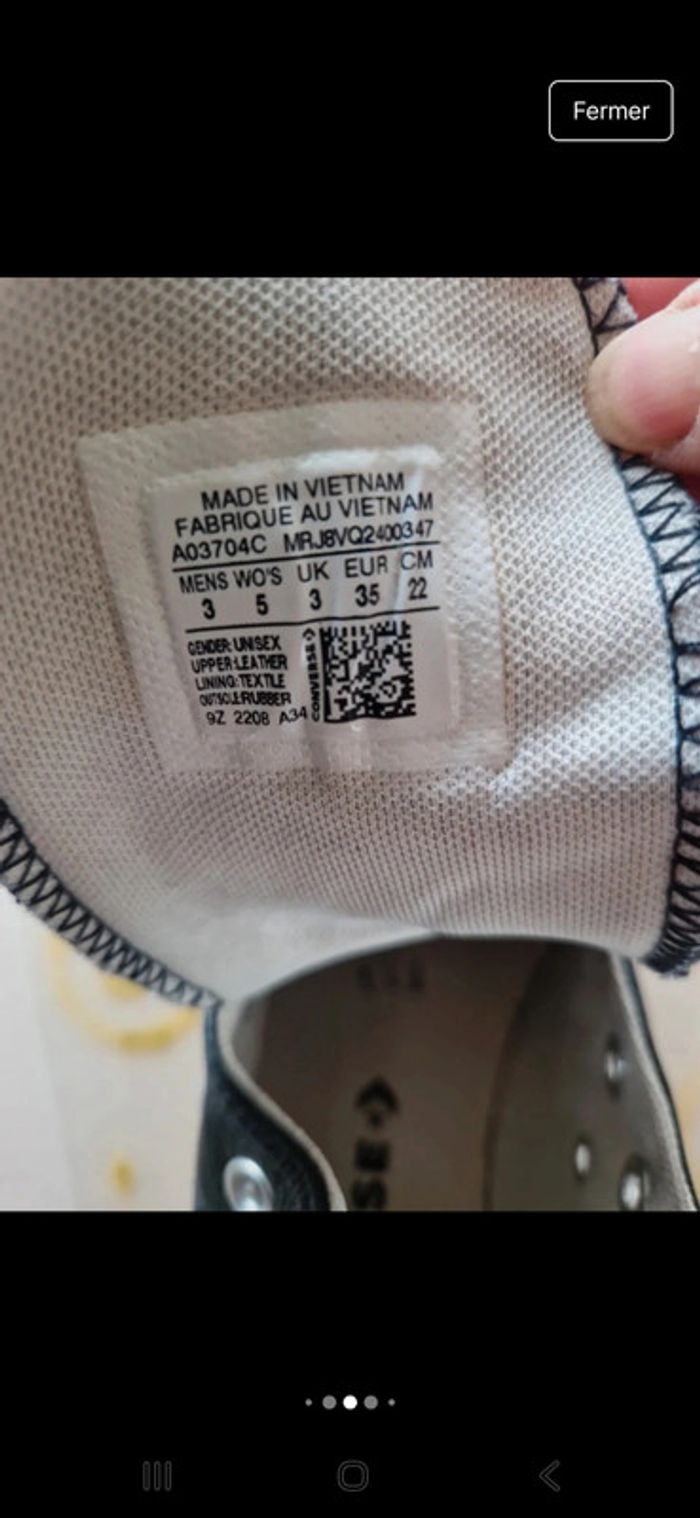 Fermer
MADE IN VIETNAM
FABRIQUE AU VIETNAM
A03704C MRJ8VQ2400347
MENS WO'S UK EUR CM
3 5 3 35 22
GENDER:UNISEX
UPPER:LEATHER
LINING:TEXTILE
OUTSOLE:RUBBER
9Z 2208 A34
CONVERSE
SE